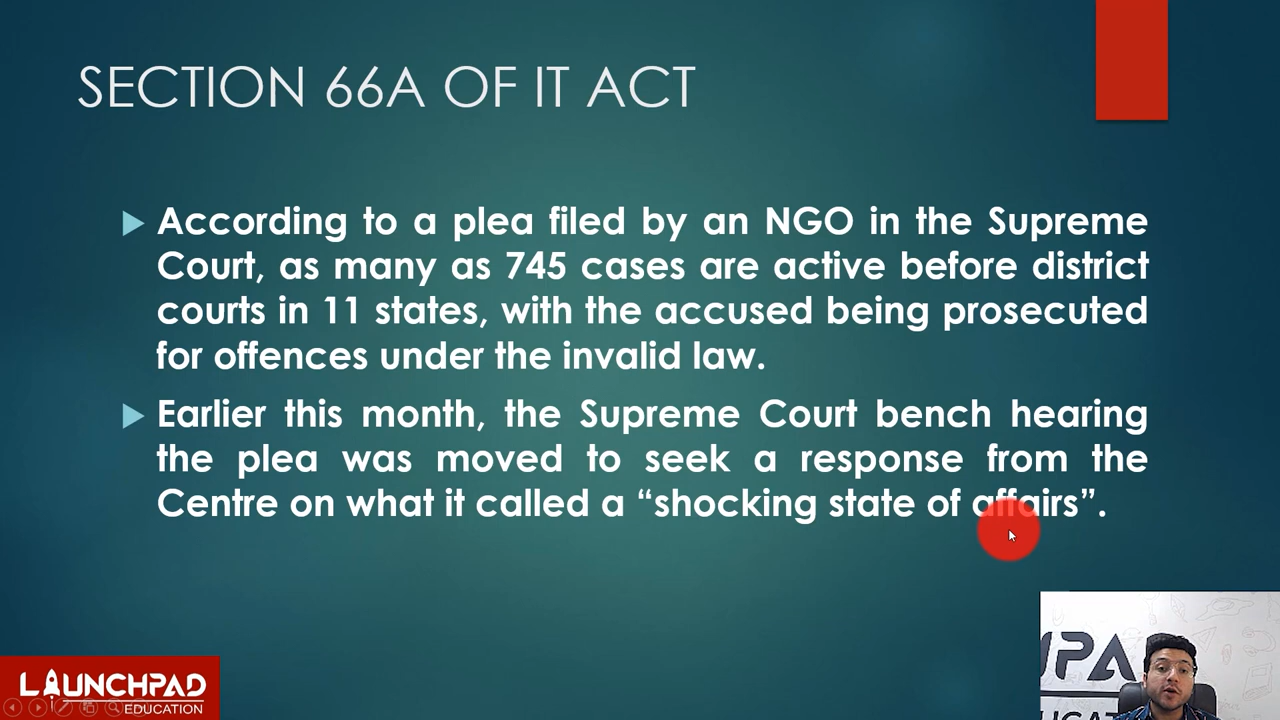 SECTION 66A OF IT ACT
According to a plea filed by an NGO in the Supreme
Court, as many as 745 cases are active before district
courts in 11 states, with the accused being prosecuted
for offences under the invalid law.
Earlier this month, the Supreme Court bench hearing
the plea was moved to seek a response from the
Centre on what it called a “shocking state of affairs”.
LAUNCHPAD
EDUCATION